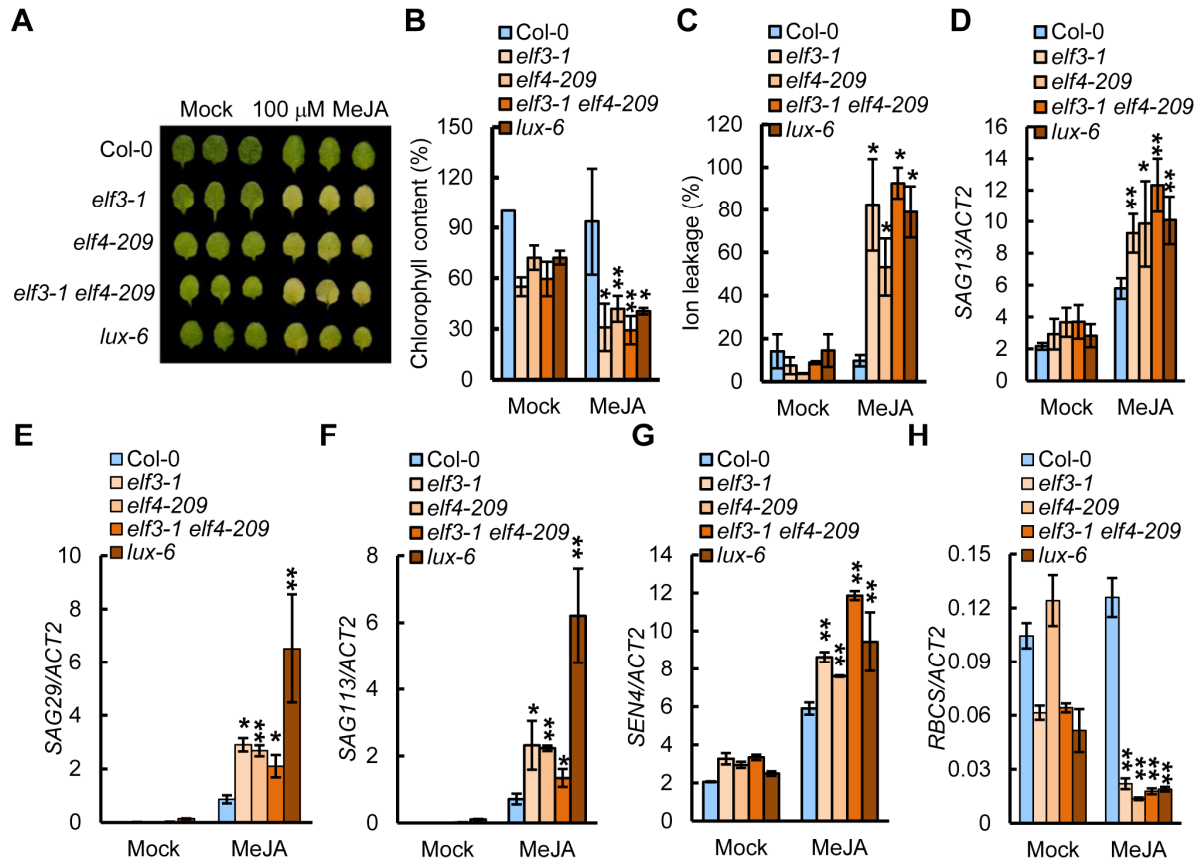 A
Mock 100 μM MeJA
Col-0
elf3-1
elf4-209
elf3-1 elf4-209
lux-6
B
Col-0
elf3-1
elf4-209
elf3-1 elf4-209
lux-6
Chlorophyll content (%)
150
120
90
60
30
0
* ** ** *
Mock MeJA
C
Col-0
elf3-1
elf4-209
elf3-1 elf4-209
lux-6
Ion leakage (%)
120
100
80
60
40
20
0
* * * *
Mock MeJA
D
Col-0
elf3-1
elf4-209
elf3-1 elf4-209
lux-6
SAG13/ACT2
16
14
12
10
8
6
4
2
0
** * ** **
Mock MeJA
E
Col-0
elf3-1
elf4-209
elf3-1 elf4-209
lux-6
SAG29/ACT2
10
8
6
4
2
0
* ** * **
Mock MeJA
F
Col-0
elf3-1
elf4-209
elf3-1 elf4-209
lux-6
SAG113/ACT2
8
6
4
2
0
* ** * **
Mock MeJA
G
Col-0
elf3-1
elf4-209
elf3-1 elf4-209
lux-6
SEN4/ACT2
14
12
10
8
6
4
2
0
** ** ** **
Mock MeJA
H
Col-0
elf3-1
elf4-209
elf3-1 elf4-209
lux-6
RBCS/ACT2
0.15
0.12
0.09
0.06
0.03
0
** ** ** **
Mock MeJA